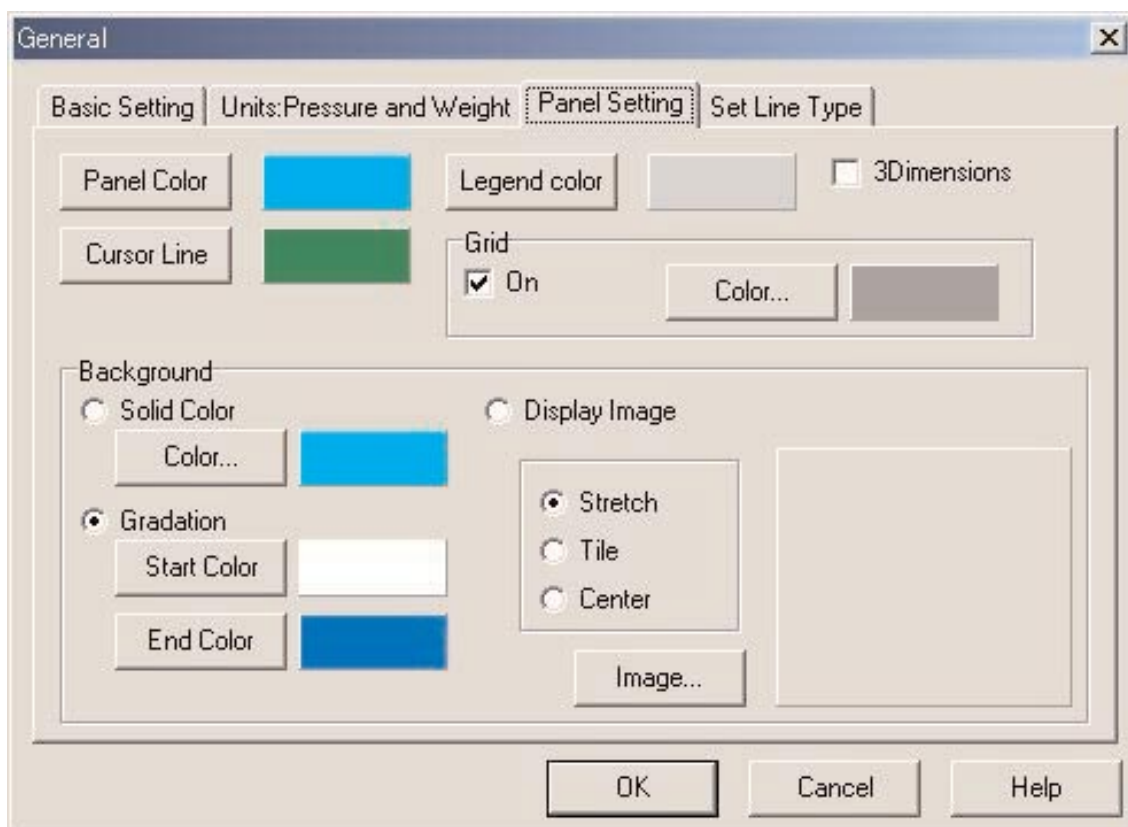 General
Basic Setting Units:Pressure and Weight Panel Setting Set Line Type
Panel Color Legend color 3Dimensions
Cursor Line
Grid
On Color...
Background
Solid Color Display Image
Color...
Stretch
Gradation
Start Color
Tile
Center
End Color
Image...
OK Cancel Help